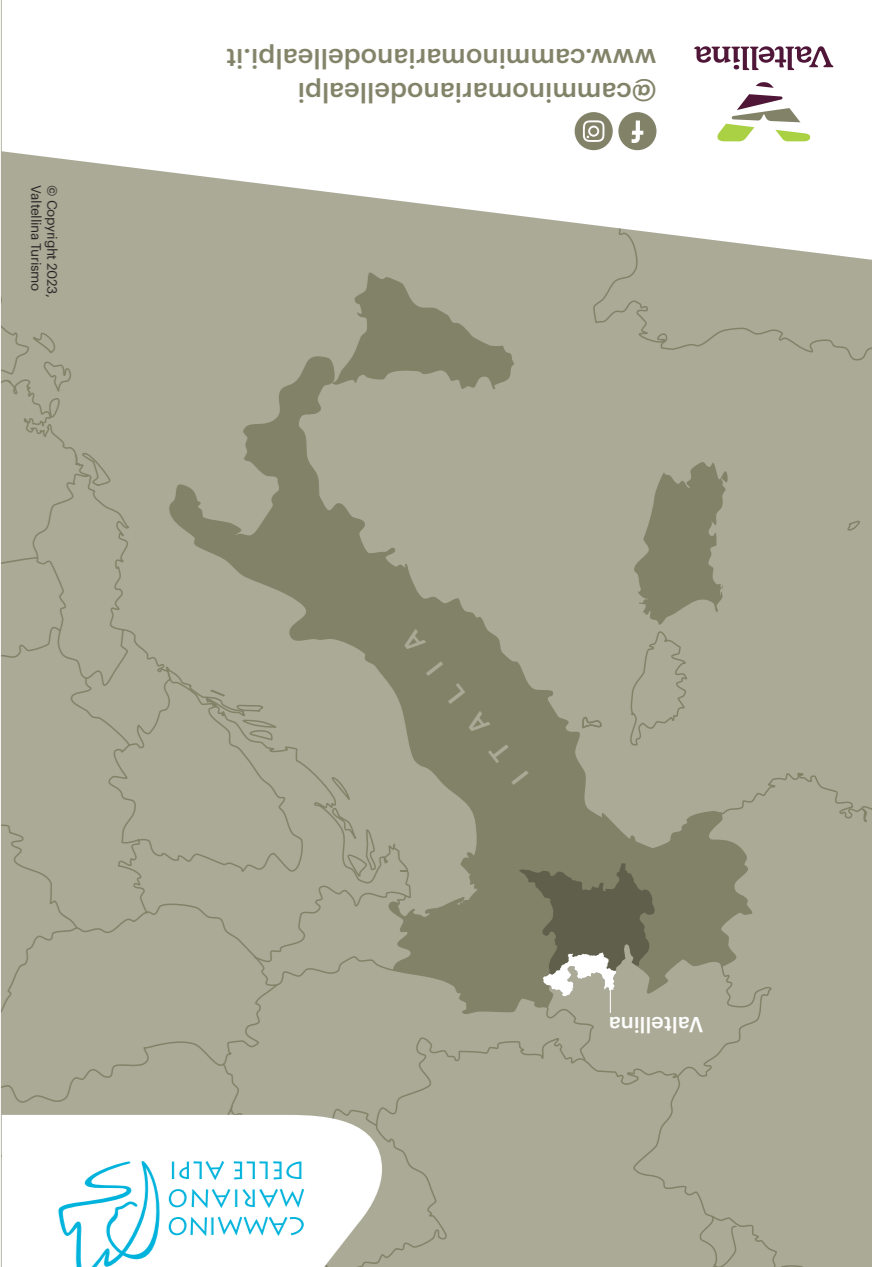 CAMMINO
MARIANO
DELLE ALPI
Valtellina
ITALIA
© Copyright 2023,
Valtellina Turismo
@camminomarianodellealpi
www.camminomarianodellealpi.it
Valtellina